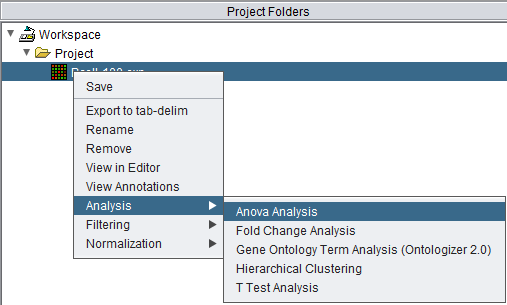 Project Folders
Workspace
Project
Save
Export to tab-delim
Rename
Remove
View in Editor
View Annotations
Analysis
Anova Analysis
Filtering
Fold Change Analysis
Normalization
Gene Ontology Term Analysis (Ontologizer 2.0)
Hierarchical Clustering
T Test Analysis